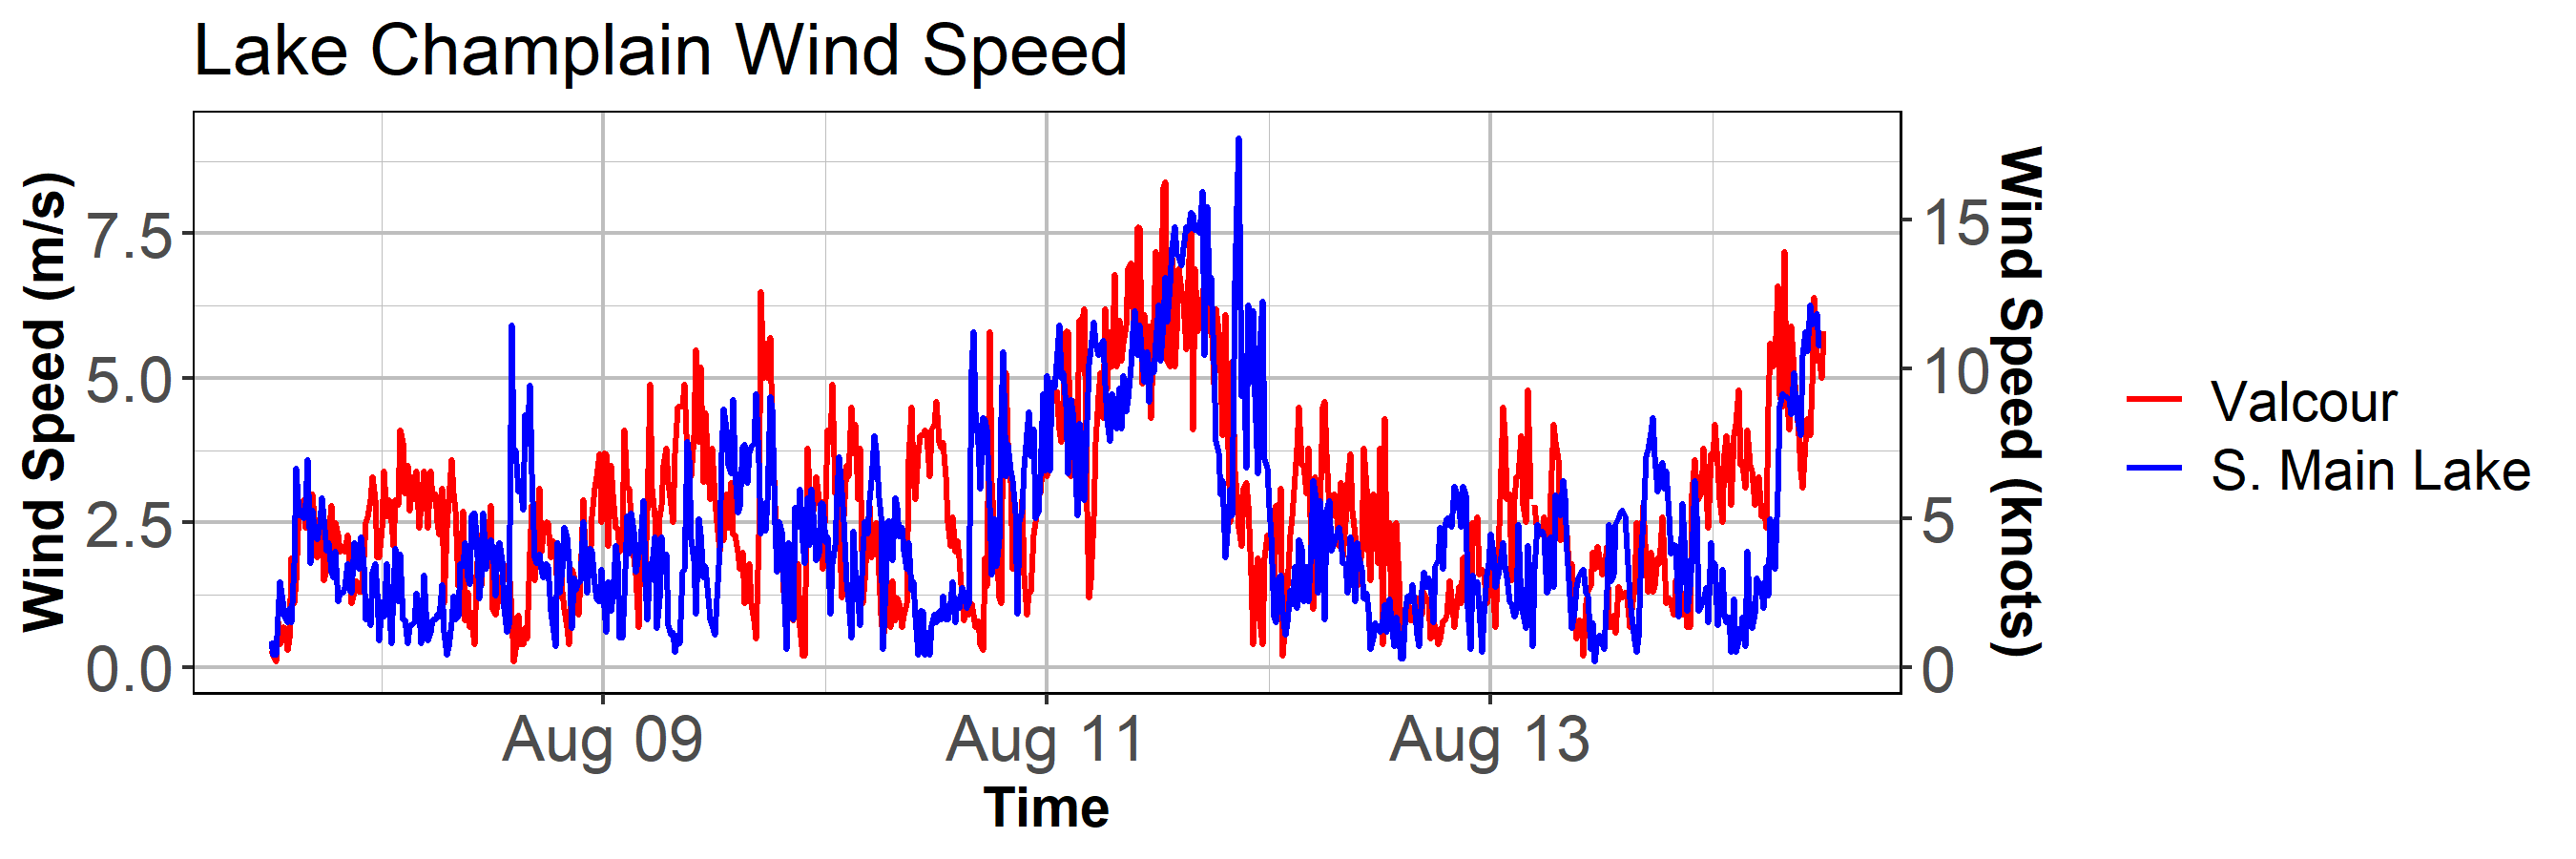 Lake Champlain Wind Speed
Wind Speed (m/s)
7.5
5.0
2.5
0.0
15
10
5
0
Wind Speed (knots)
Aug 09
Aug 11
Aug 13
Time
Valcour
S. Main Lake